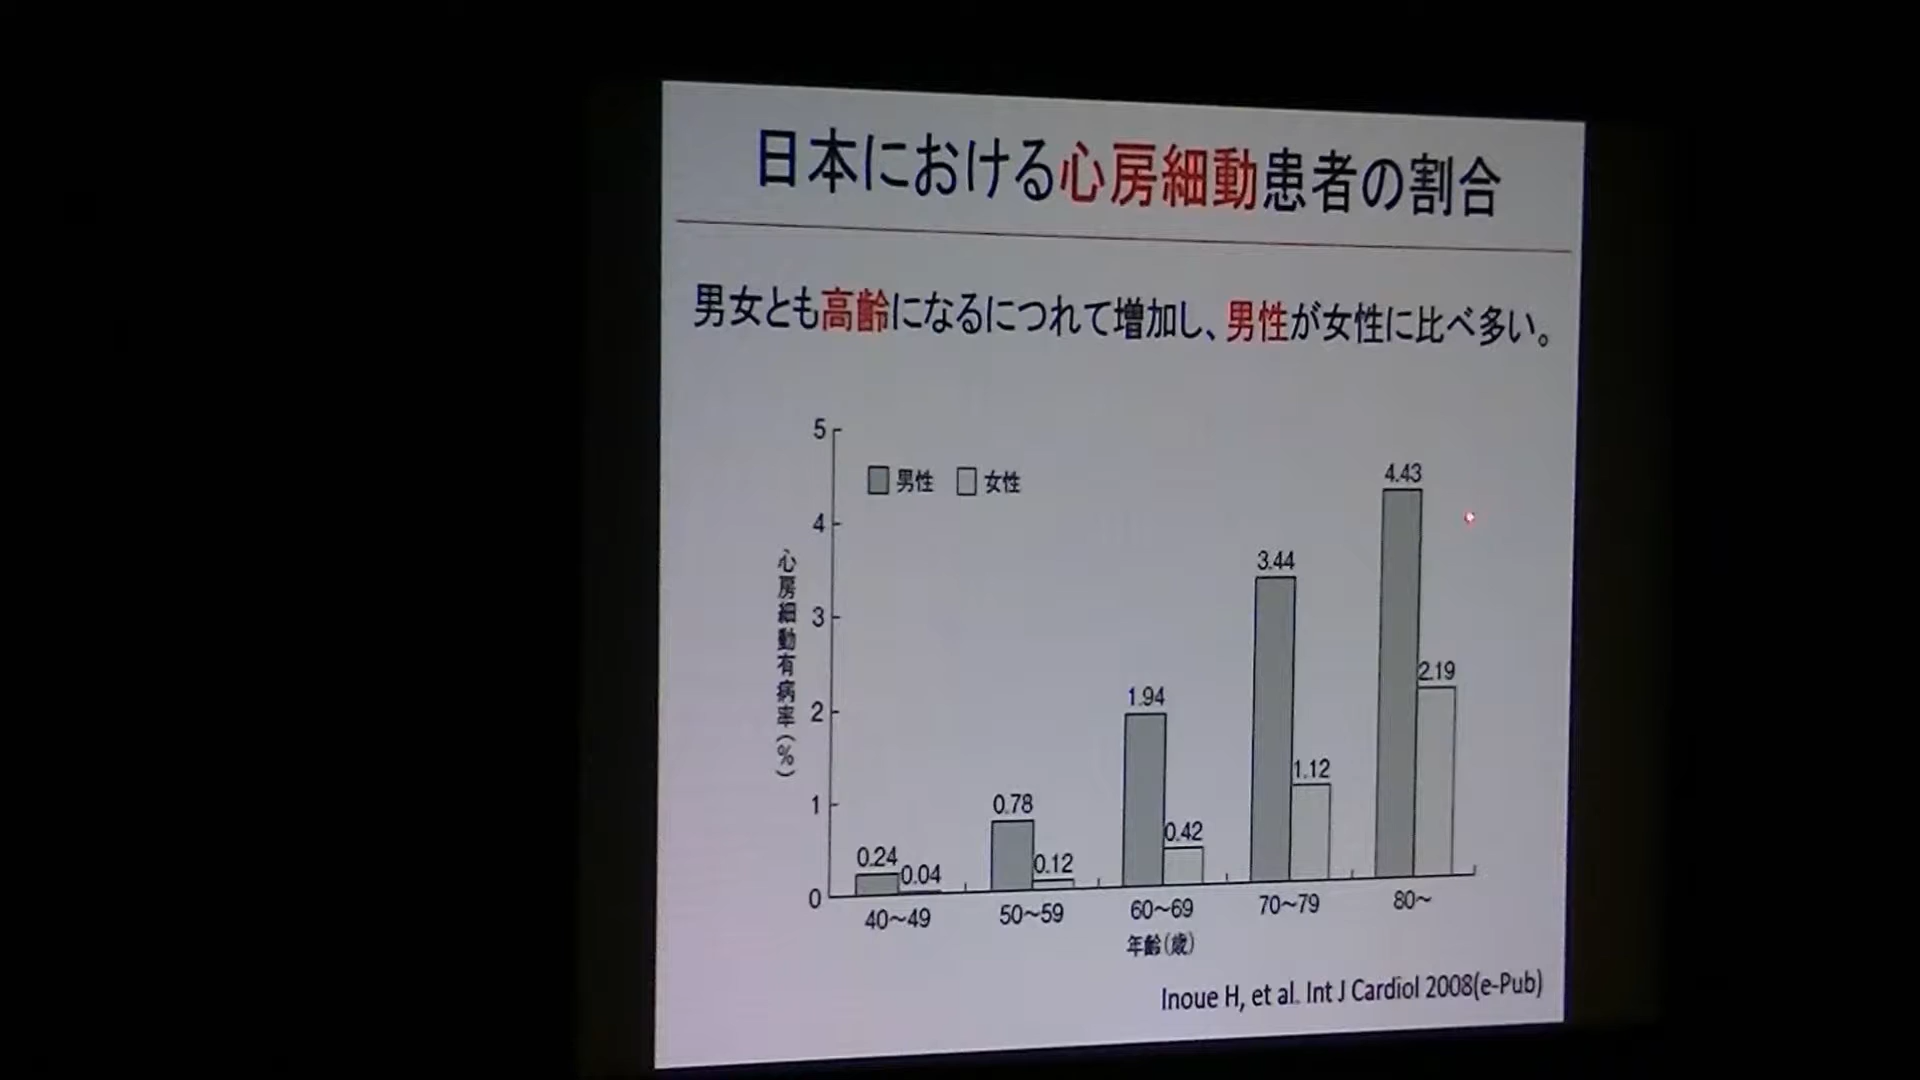 日本における心房細動患者の割合
男女とも高齢になるにつれて増加し、男性が女性に比べ多い。
5
4
3
2
1
0
男性 女性
心房細動有病率(%)
0.24 0.04
0.78 0.12
1.94 0.42
3.44 1.12
4.43 2.19
40～49 50～59 60～69 70～79 80～
年齢(歳)
Inoue H, et al. Int J Cardiol 2008(e-Pub)